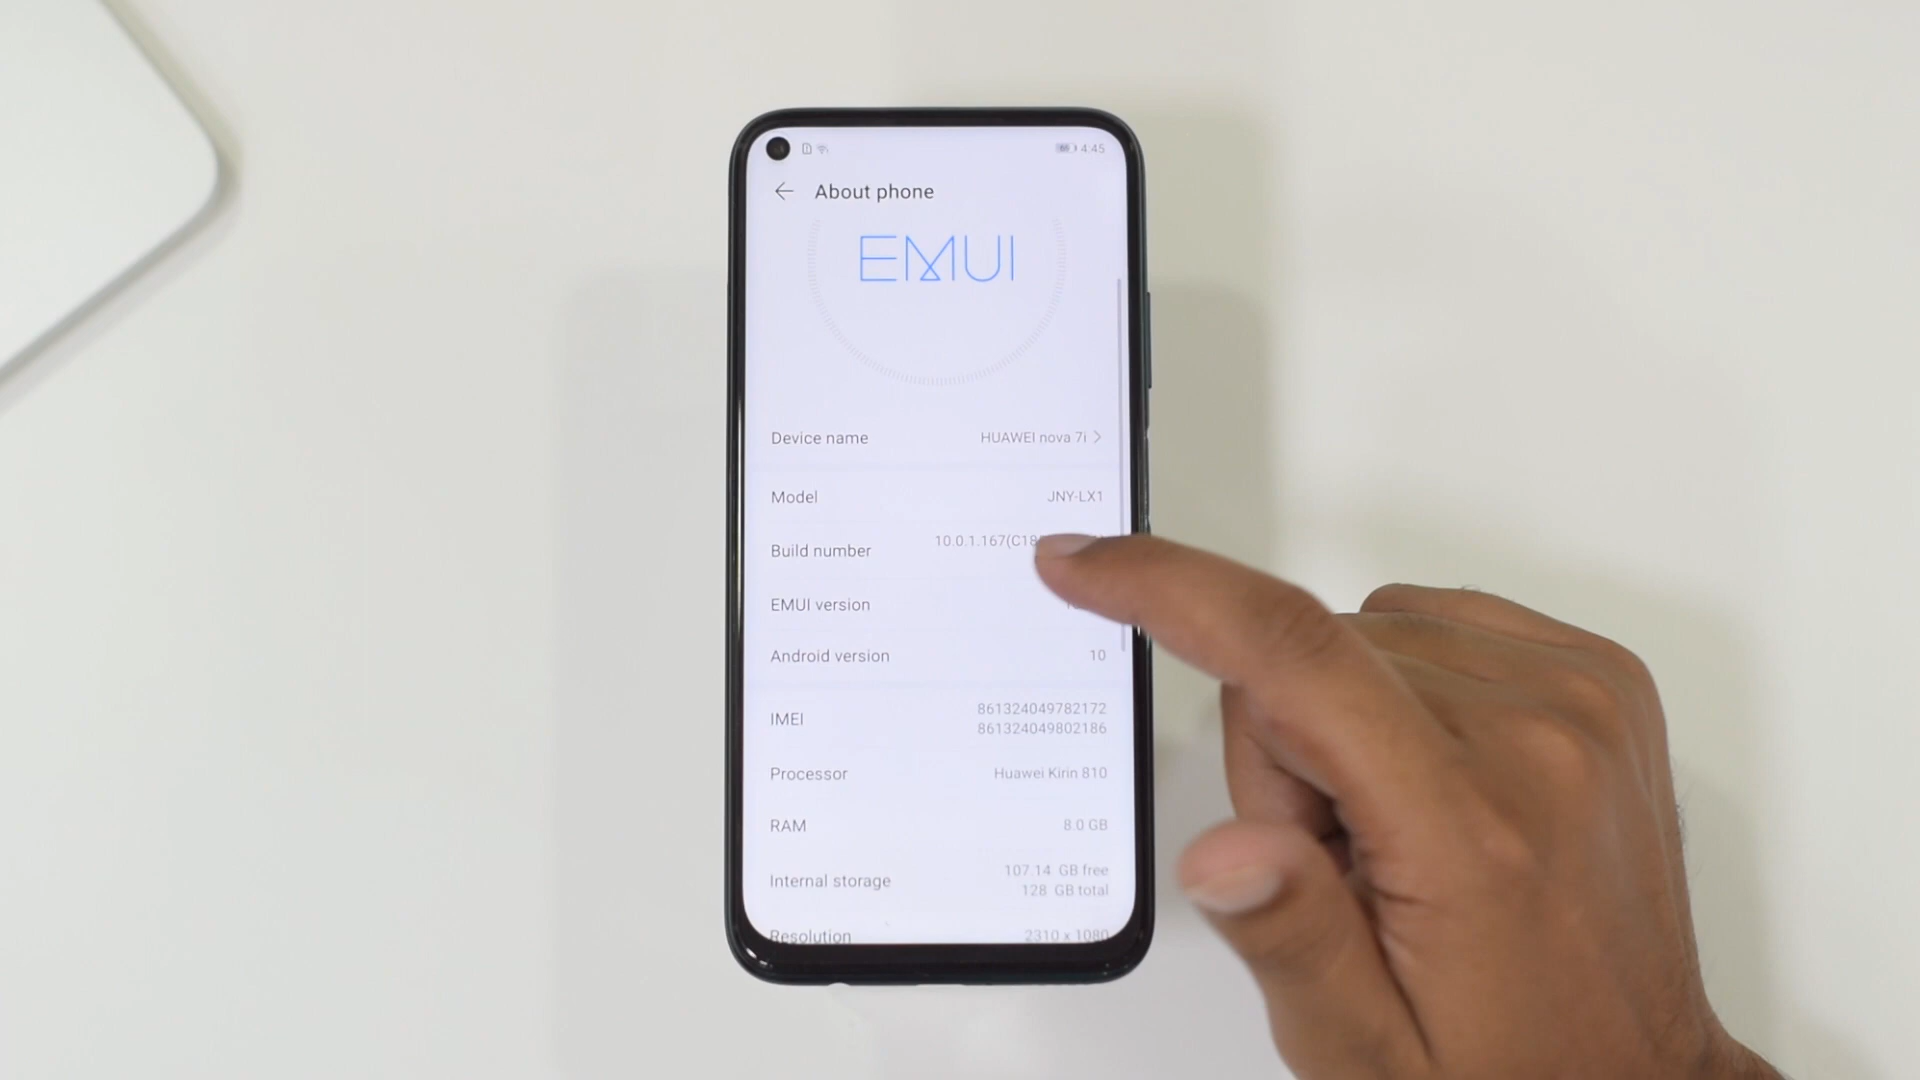 4:45
About phone
EMUI
Device name HUAWEI nova 7i
Model JNY-LX1
Build number 10.0.1.167(C18
EMUI version
Android version 10
IMEI 861324049782172
861324049802186
Processor Huawei Kirin 810
RAM 8.0 GB
Internal storage 107.14 GB free
128 GB total
Resolution 2310 x 1080